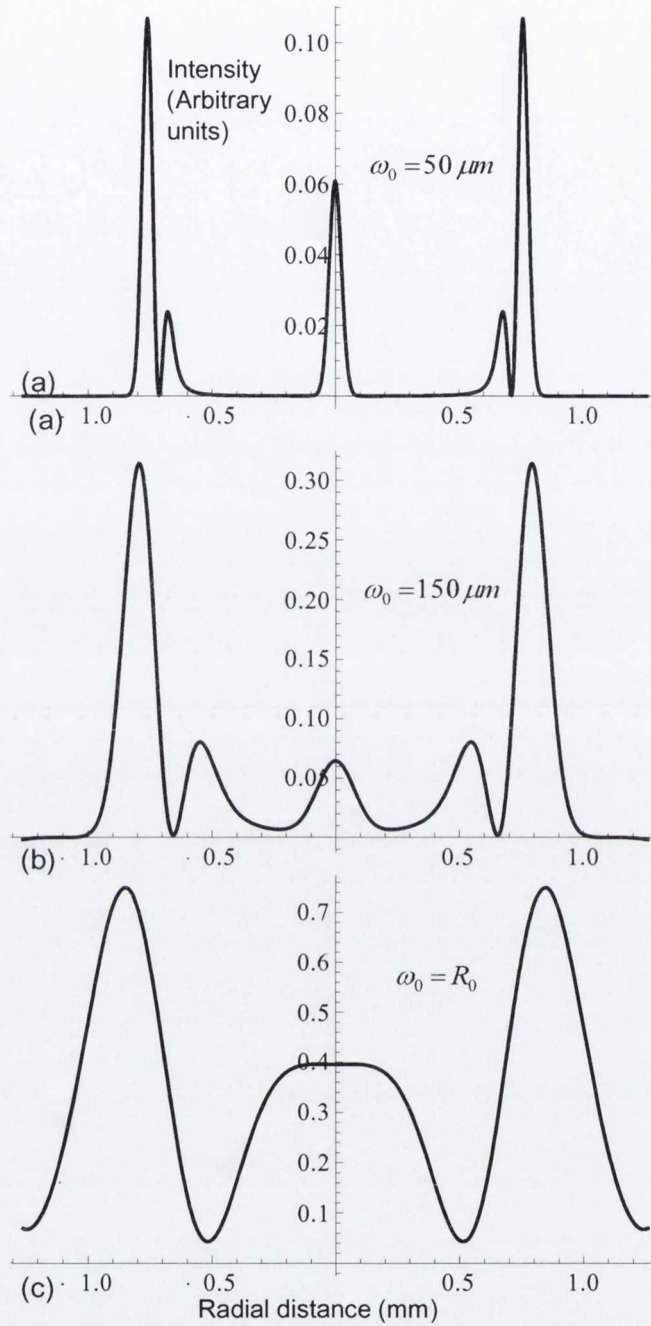 0.10
Intensity
(Arbitrary
units)
0.08
ω₀ = 50 μm
0.06
0.04
0.02
(a)
(a) 1.0 0.5 0.5 1.0
0.30
0.25
0.20
ω₀ = 150 μm
0.15
0.10
0.05
(b) 1.0 0.5 0.5 1.0
0.7
0.6
ω₀ = R₀
0.5
0.4
0.3
0.2
0.1
(c) 1.0 0.5 0.5 1.0
Radial distance (mm)